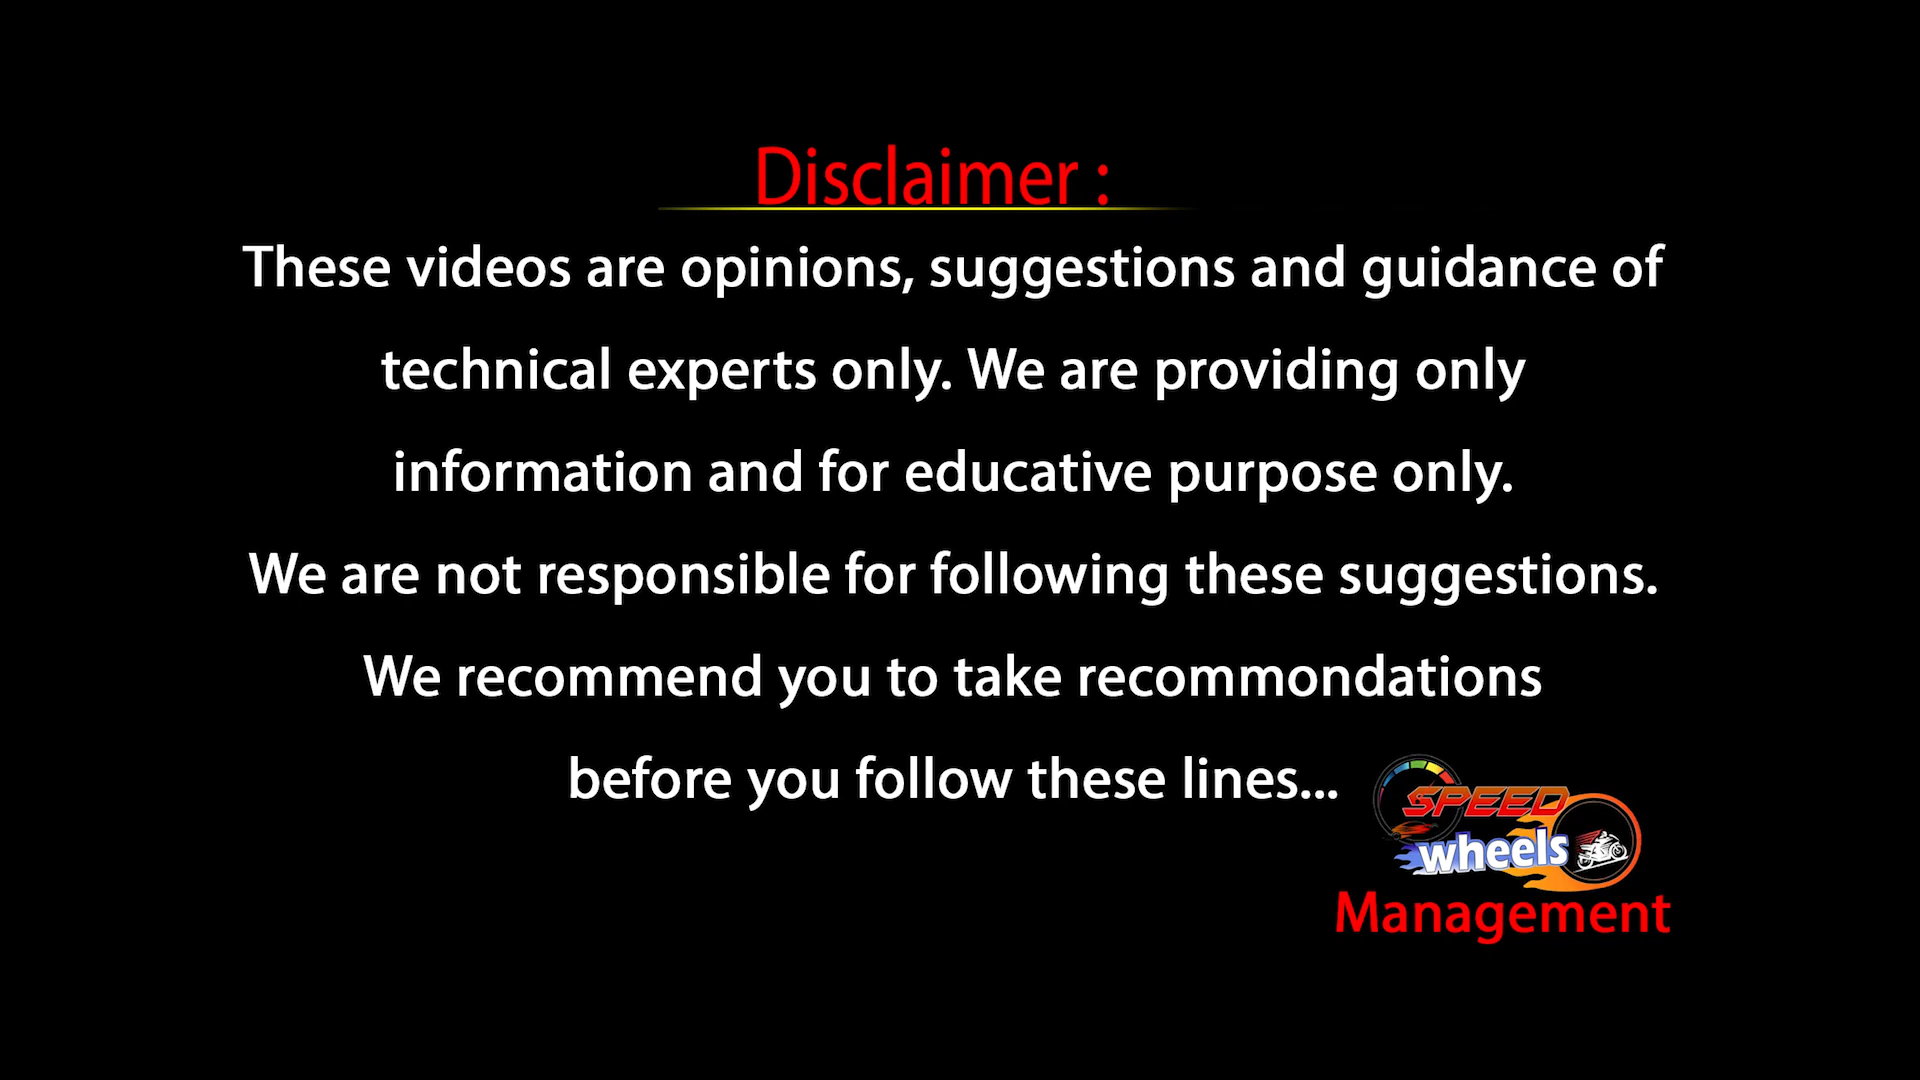 Disclaimer :
These videos are opinions, suggestions and guidance of
technical experts only. We are providing only
information and for educative purpose only.
We are not responsible for following these suggestions.
We recommend you to take recommondations
before you follow these lines...
SPEED
wheels
Management